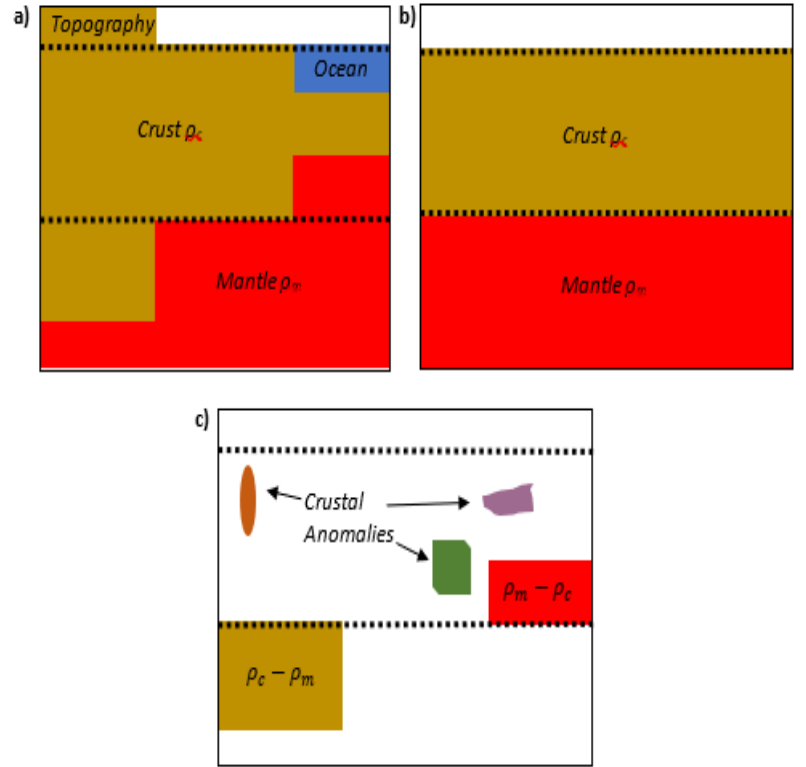 a)
Topography
Ocean
Crust ρc
Mantle ρm
b)
Crust ρc
Mantle ρm
c)
Crustal
Anomalies
ρm − ρc
ρc − ρm